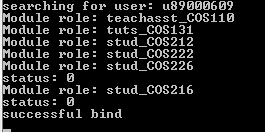 searching for user: u89000609
Module role: teachasst_COS110
Module role: tuts_COS131
Module role: stud_COS212
Module role: stud_COS222
Module role: stud_COS226
status: 0
Module role: stud_COS216
status: 0
successful bind